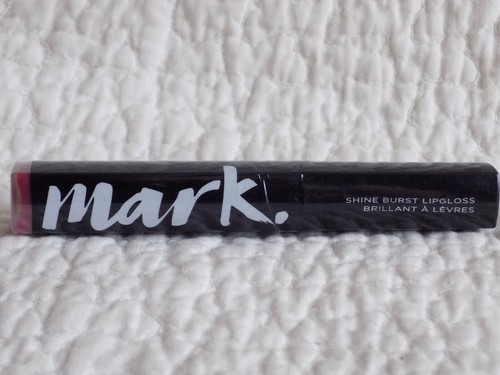 mark.
SHINE BURST LIPGLOSS
BRILLANT À LÈVRES